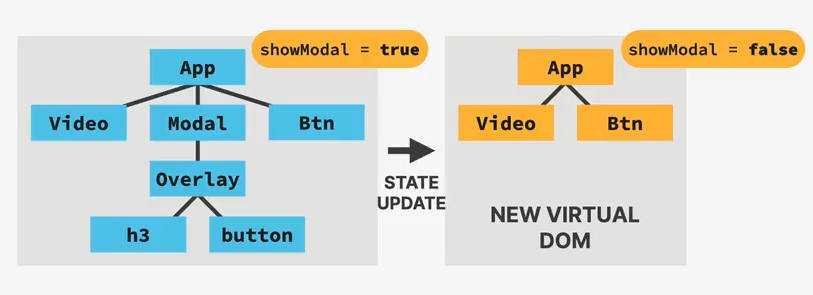 showModal = true
App
Video
Modal
Btn
Overlay
h3
button
STATE
UPDATE
showModal = false
App
Video
Btn
NEW VIRTUAL
DOM